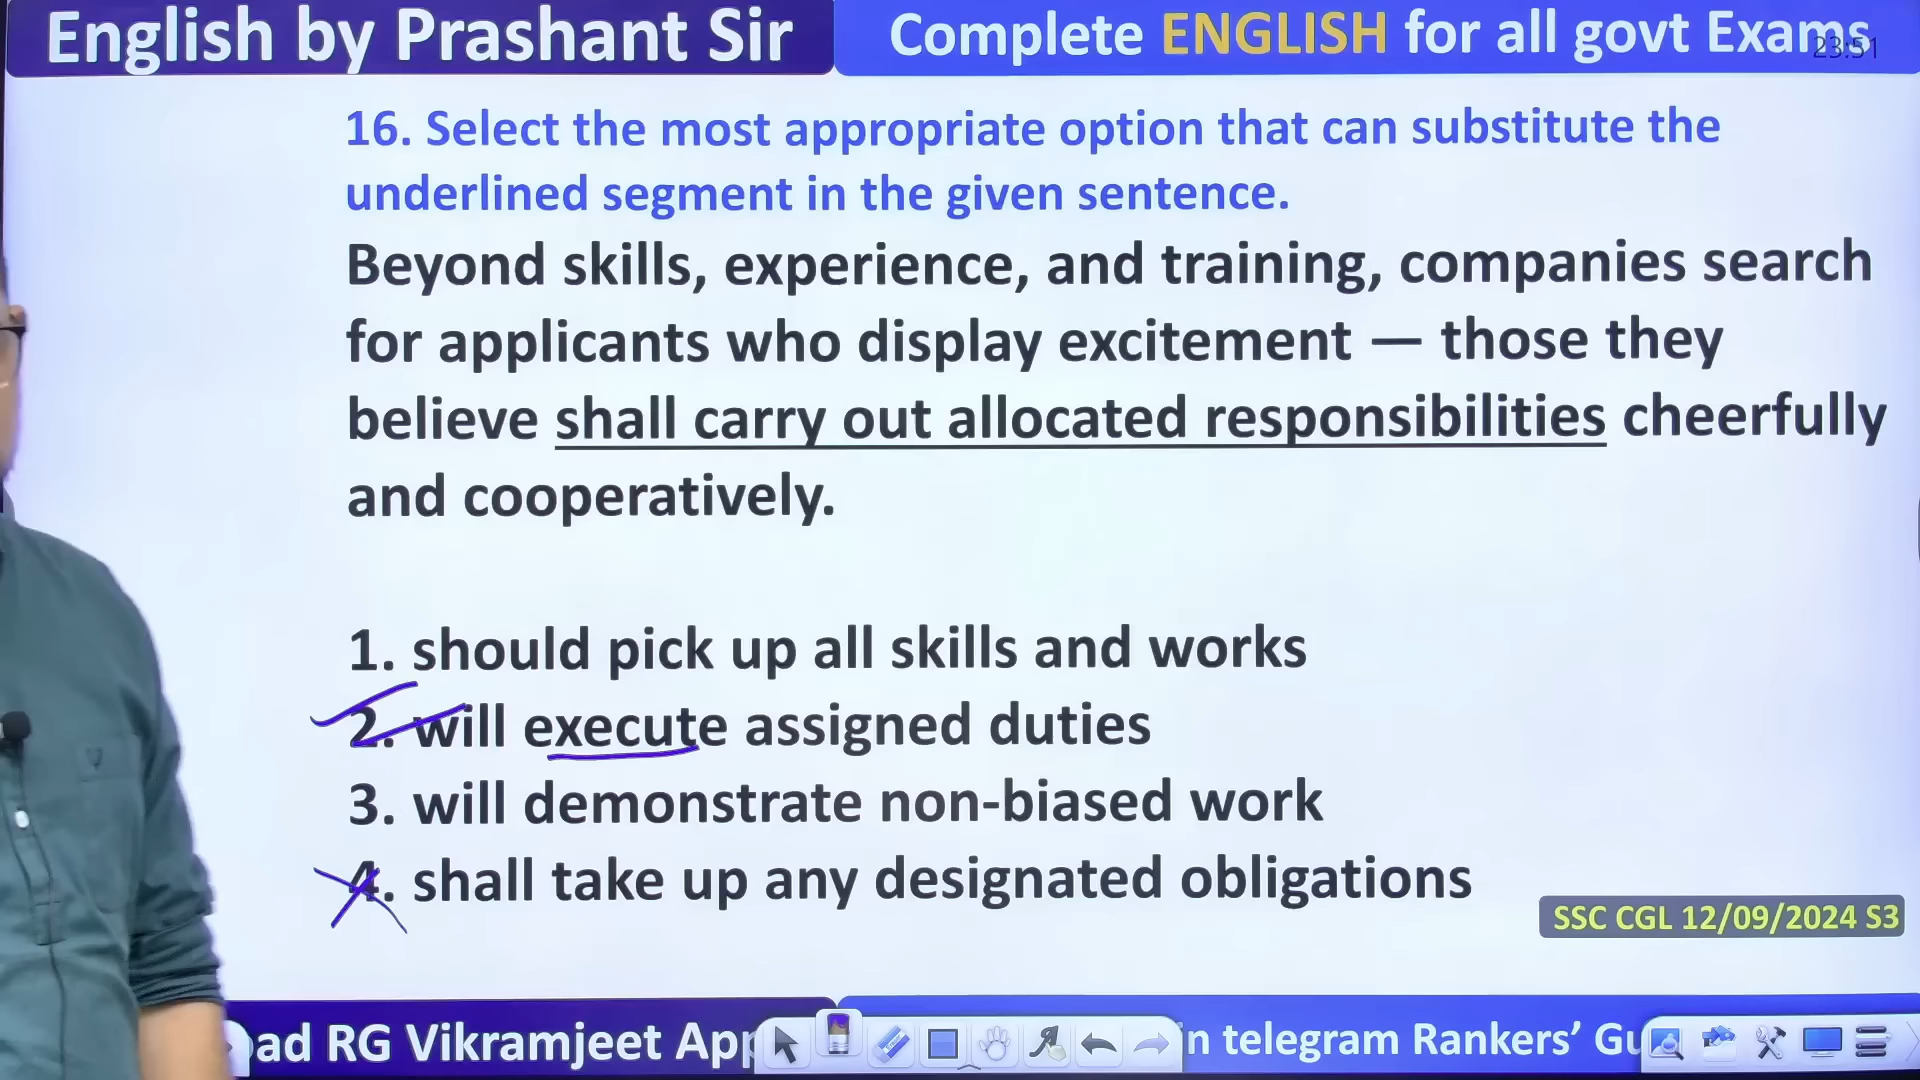 English by Prashant Sir
Complete ENGLISH for all govt Exams
23:51
16. Select the most appropriate option that can substitute the
underlined segment in the given sentence.
Beyond skills, experience, and training, companies search
for applicants who display excitement — those they
believe shall carry out allocated responsibilities cheerfully
and cooperatively.
1. should pick up all skills and works
2. will execute assigned duties
3. will demonstrate non-biased work
4. shall take up any designated obligations
SSC CGL 12/09/2024 S3
RG Vikramjeet
telegram Rankers'